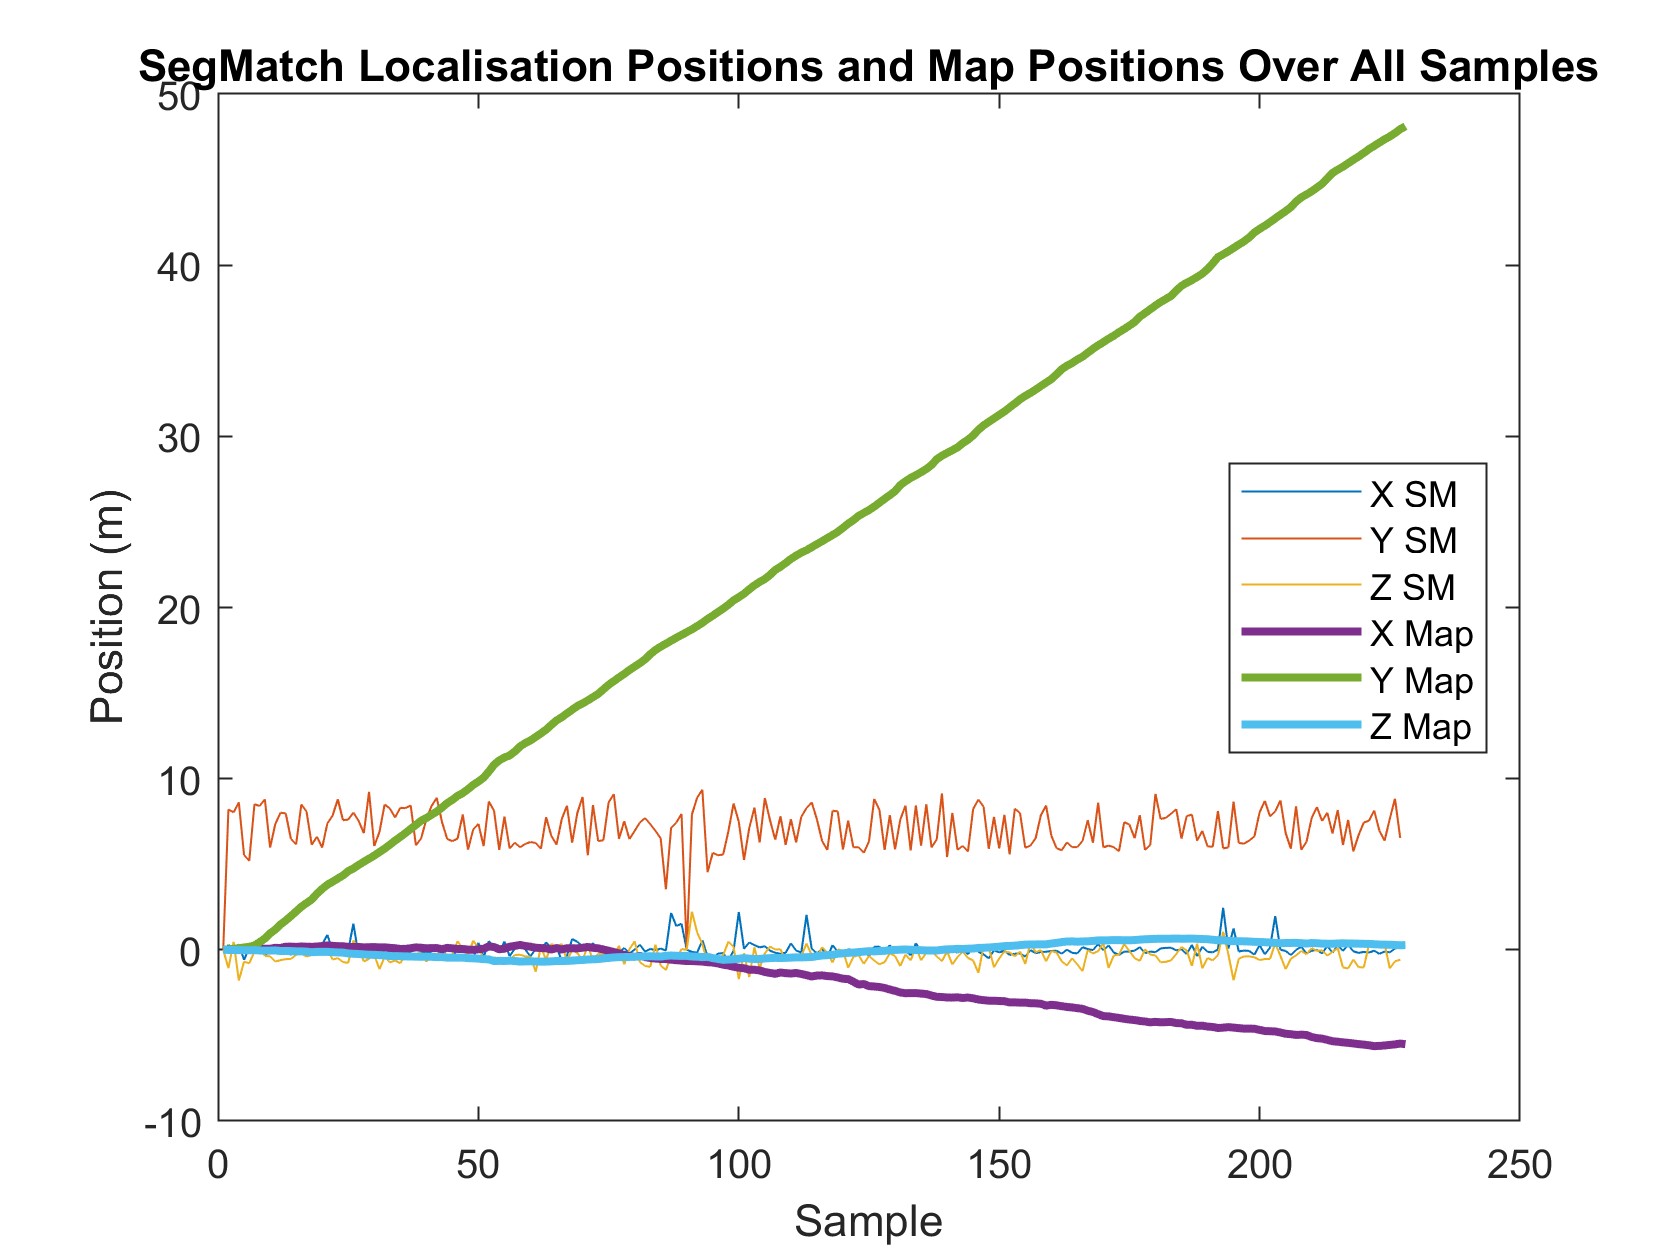 SegMatch Localisation Positions and Map Positions Over All Samples
50
40
30
20
10
0
-10
Position (m)
X SM
Y SM
Z SM
X Map
Y Map
Z Map
0 50 100 150 200 250
Sample